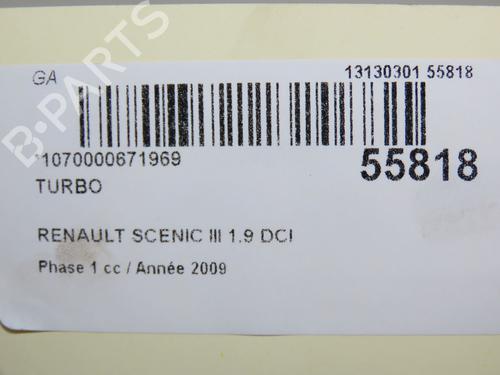 GA
13130301 55818
*1070000671969
55818
TURBO
RENAULT SCENIC III 1.9 DCI
Phase 1 cc / Année 2009
B-PARTS